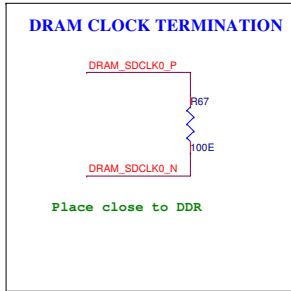 DRAM CLOCK TERMINATION
DRAM_SDCLK0_P
R67
100E
DRAM_SDCLK0_N
Place close to DDR